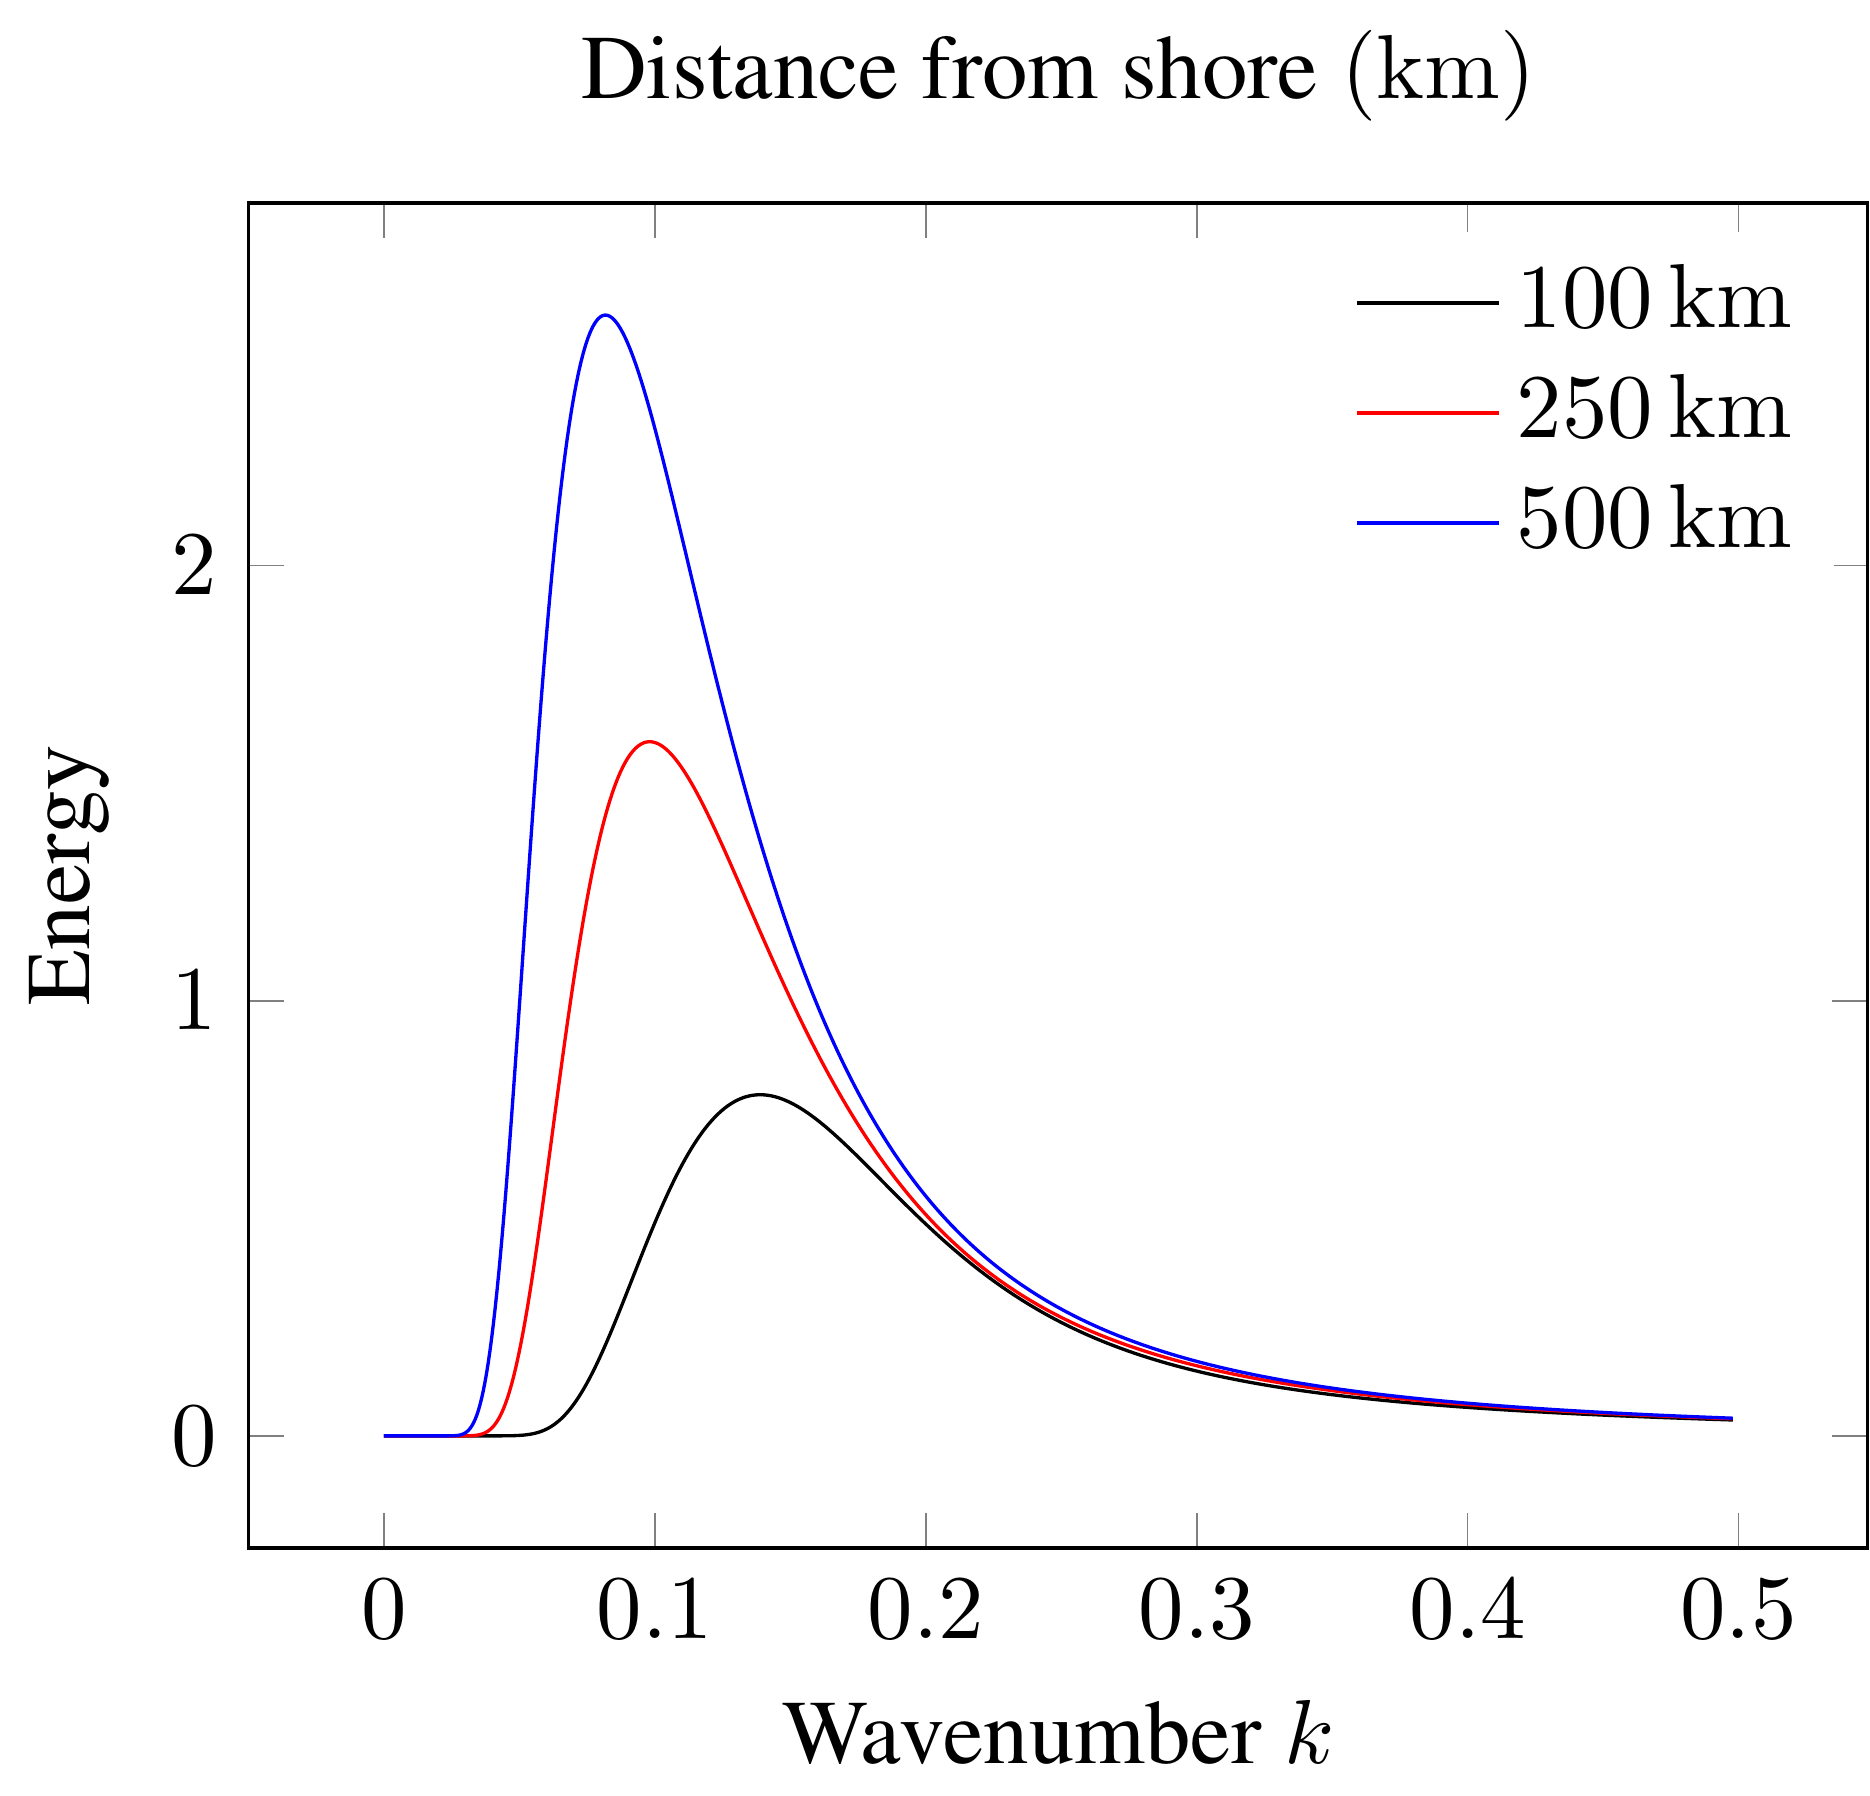 Distance from shore (km)
100 km
250 km
500 km
Energy
2
1
0
0 0.1 0.2 0.3 0.4 0.5
Wavenumber k